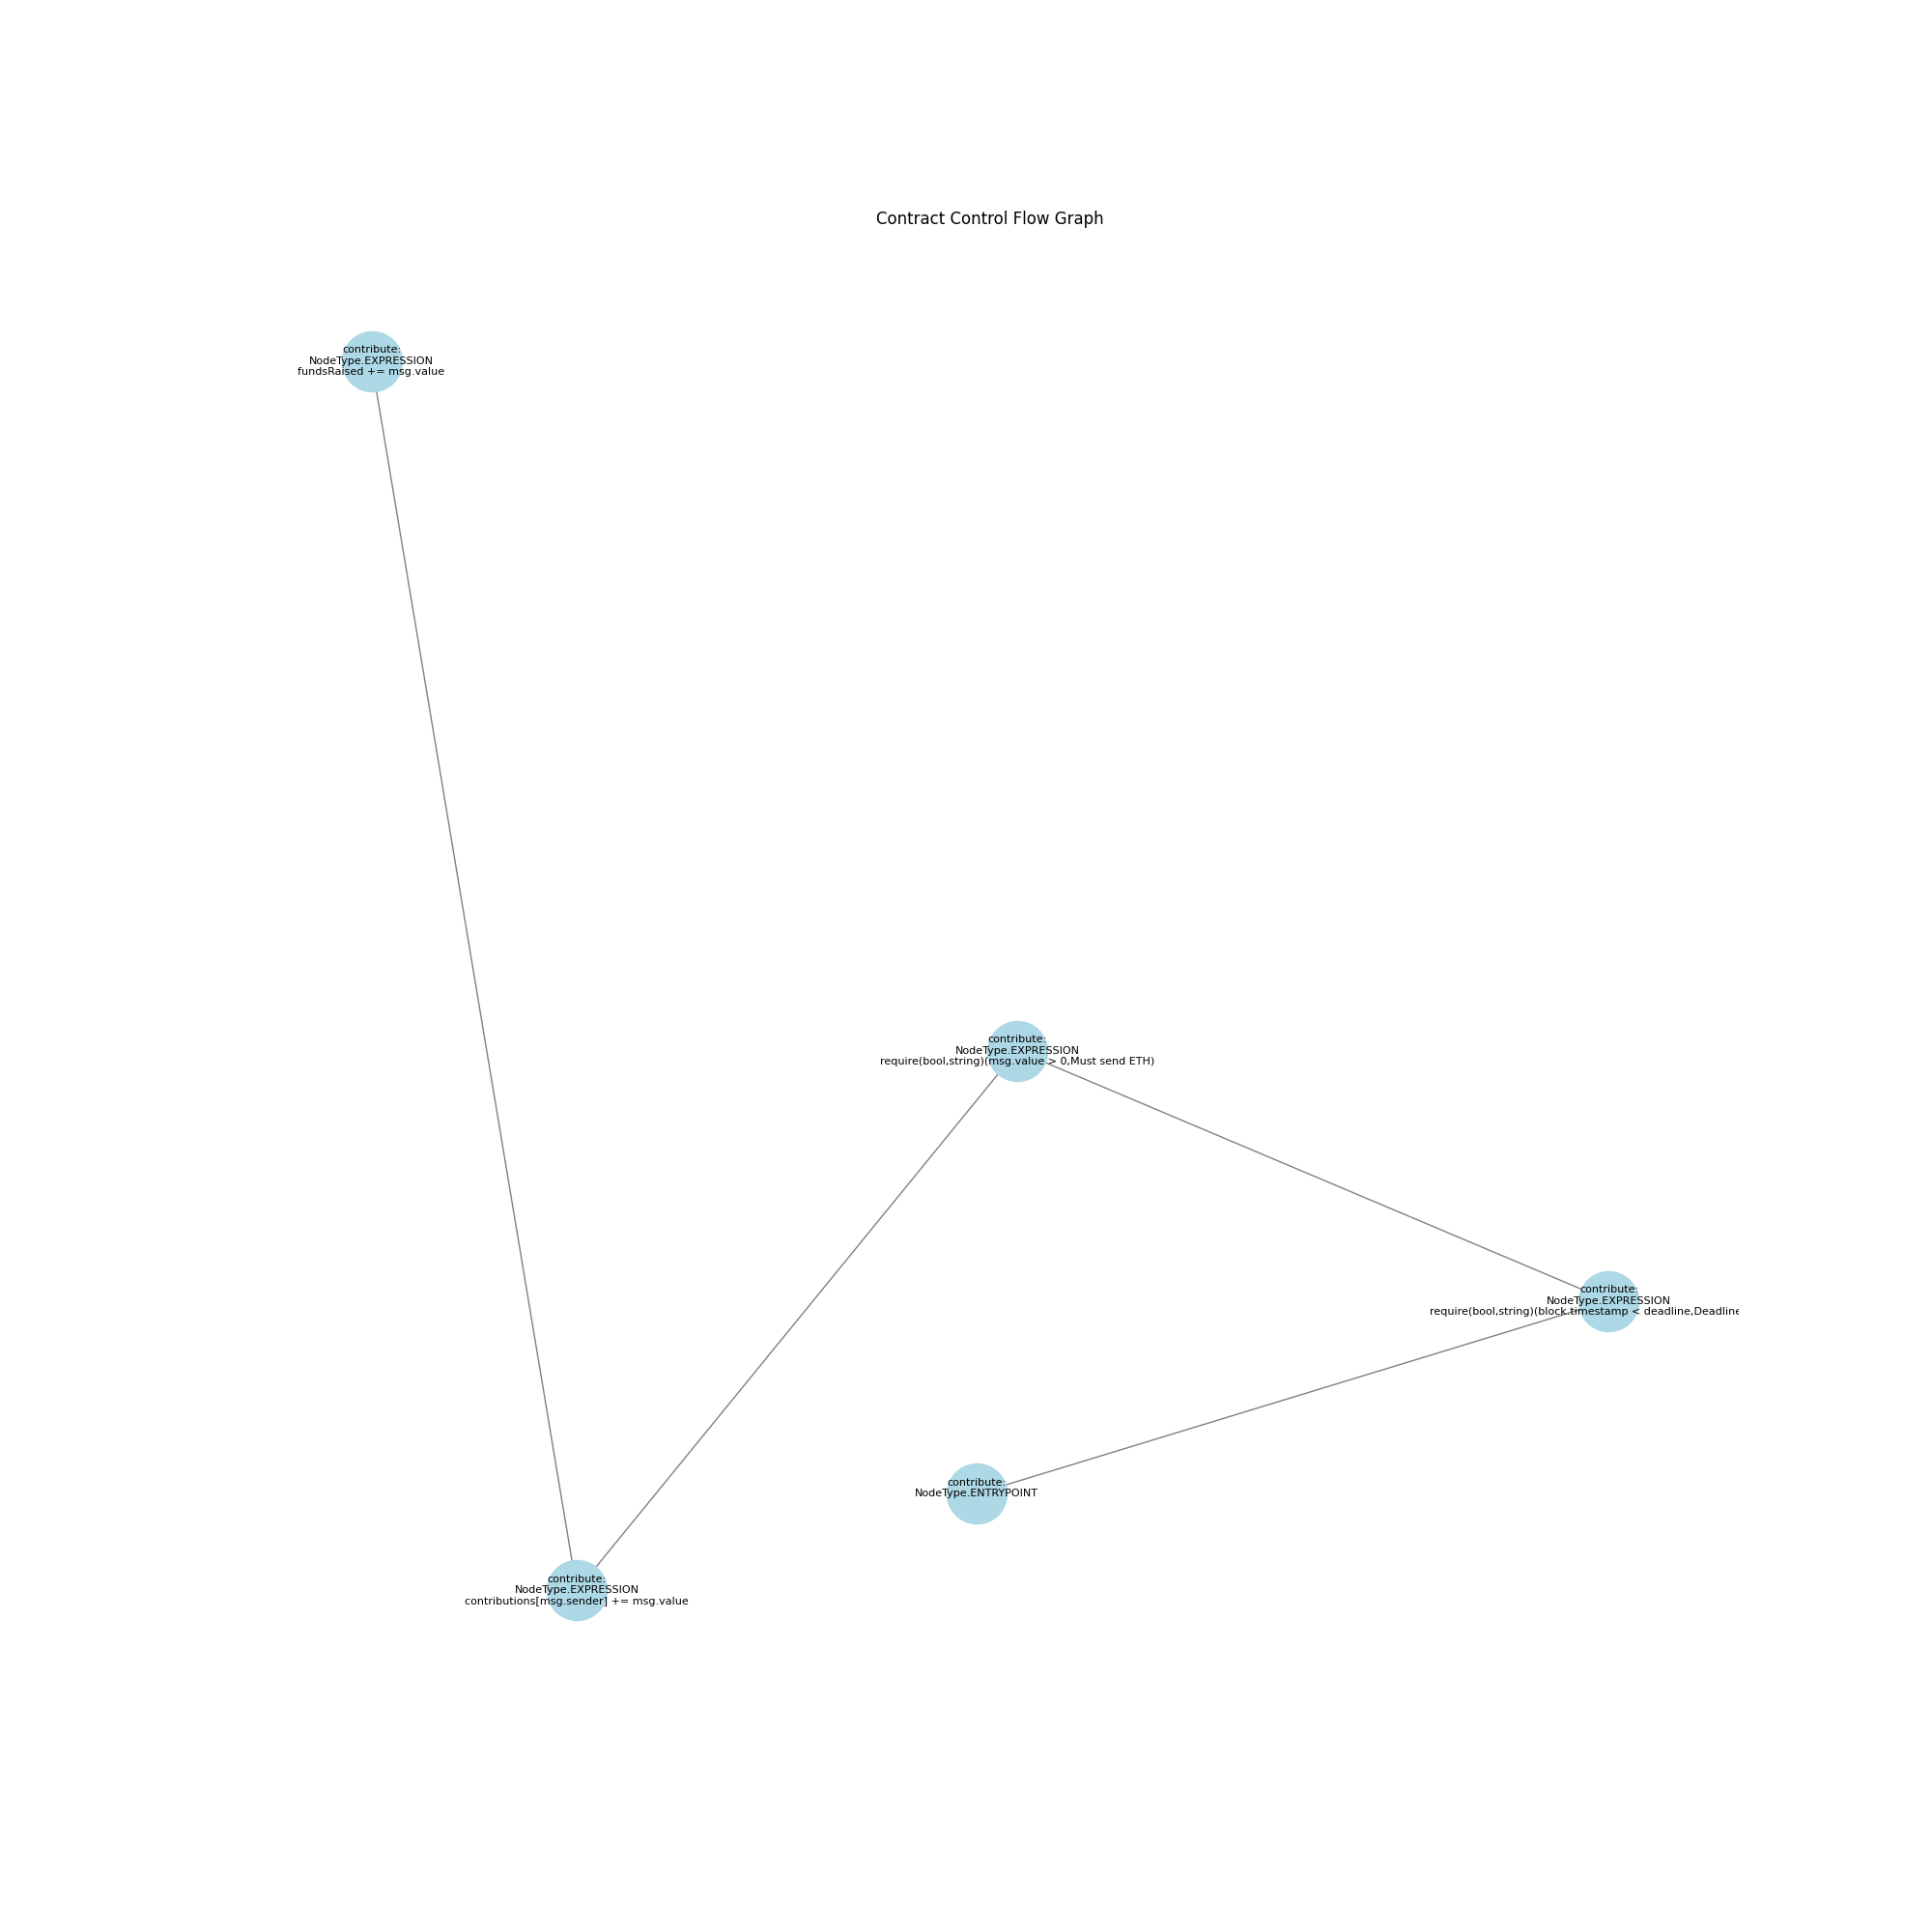 Contract Control Flow Graph
contribute:
NodeType.EXPRESSION
fundsRaised += msg.value
contribute:
NodeType.EXPRESSION
require(bool,string)(msg.value > 0,Must send ETH)
contribute:
NodeType.EXPRESSION
require(bool,string)(block.timestamp < deadline,Deadline
contribute:
NodeType.ENTRYPOINT
contribute:
NodeType.EXPRESSION
contributions[msg.sender] += msg.value